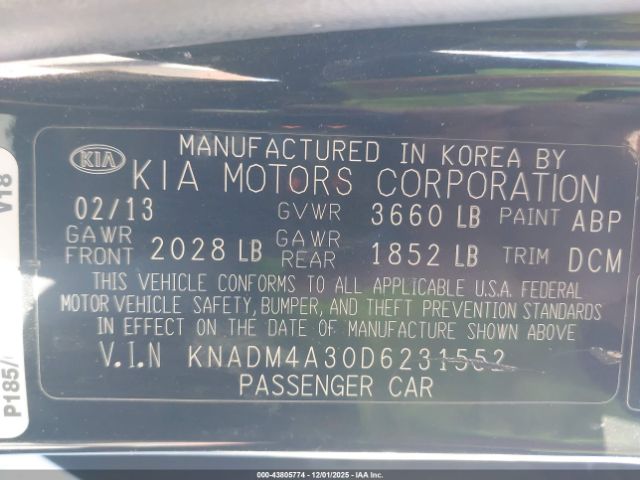 KIA
MANUFACTURED IN KOREA BY
KIA MOTORS CORPORATION
02/13 GVWR 3660 LB PAINT ABP
GAWR FRONT 2028 LB GAWR REAR 1852 LB TRIM DCM
THIS VEHICLE CONFORMS TO ALL APPLICABLE U.S.A. FEDERAL
MOTOR VEHICLE SAFETY, BUMPER, AND THEFT PREVENTION STANDARDS
IN EFFECT ON THE DATE OF MANUFACTURE SHOWN ABOVE
V.I.N KNADM4A30D6231552
PASSENGER CAR
V18
P185/
000-43805774 - 12/01/2025 - IAAI.COM